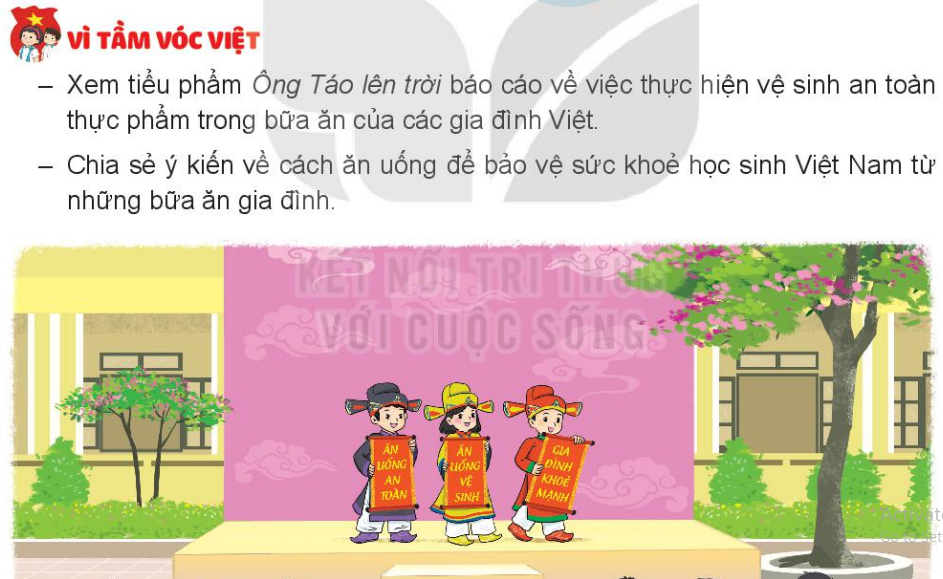 VÌ TẦM VÓC VIỆT
– Xem tiểu phẩm Ông Táo lên trời báo cáo về việc thực hiện vệ sinh an toàn
thực phẩm trong bữa ăn của các gia đình Việt.
– Chia sẻ ý kiến về cách ăn uống để bảo vệ sức khoẻ học sinh Việt Nam từ
những bữa ăn gia đình.
KẾT NỐI TRI THỨC
VỚI CUỘC SỐNG
ĂN
UỐNG
AN
TOÀN
ĂN
UỐNG
VỆ
SINH
GIA
ĐÌNH
KHOẺ
MẠNH